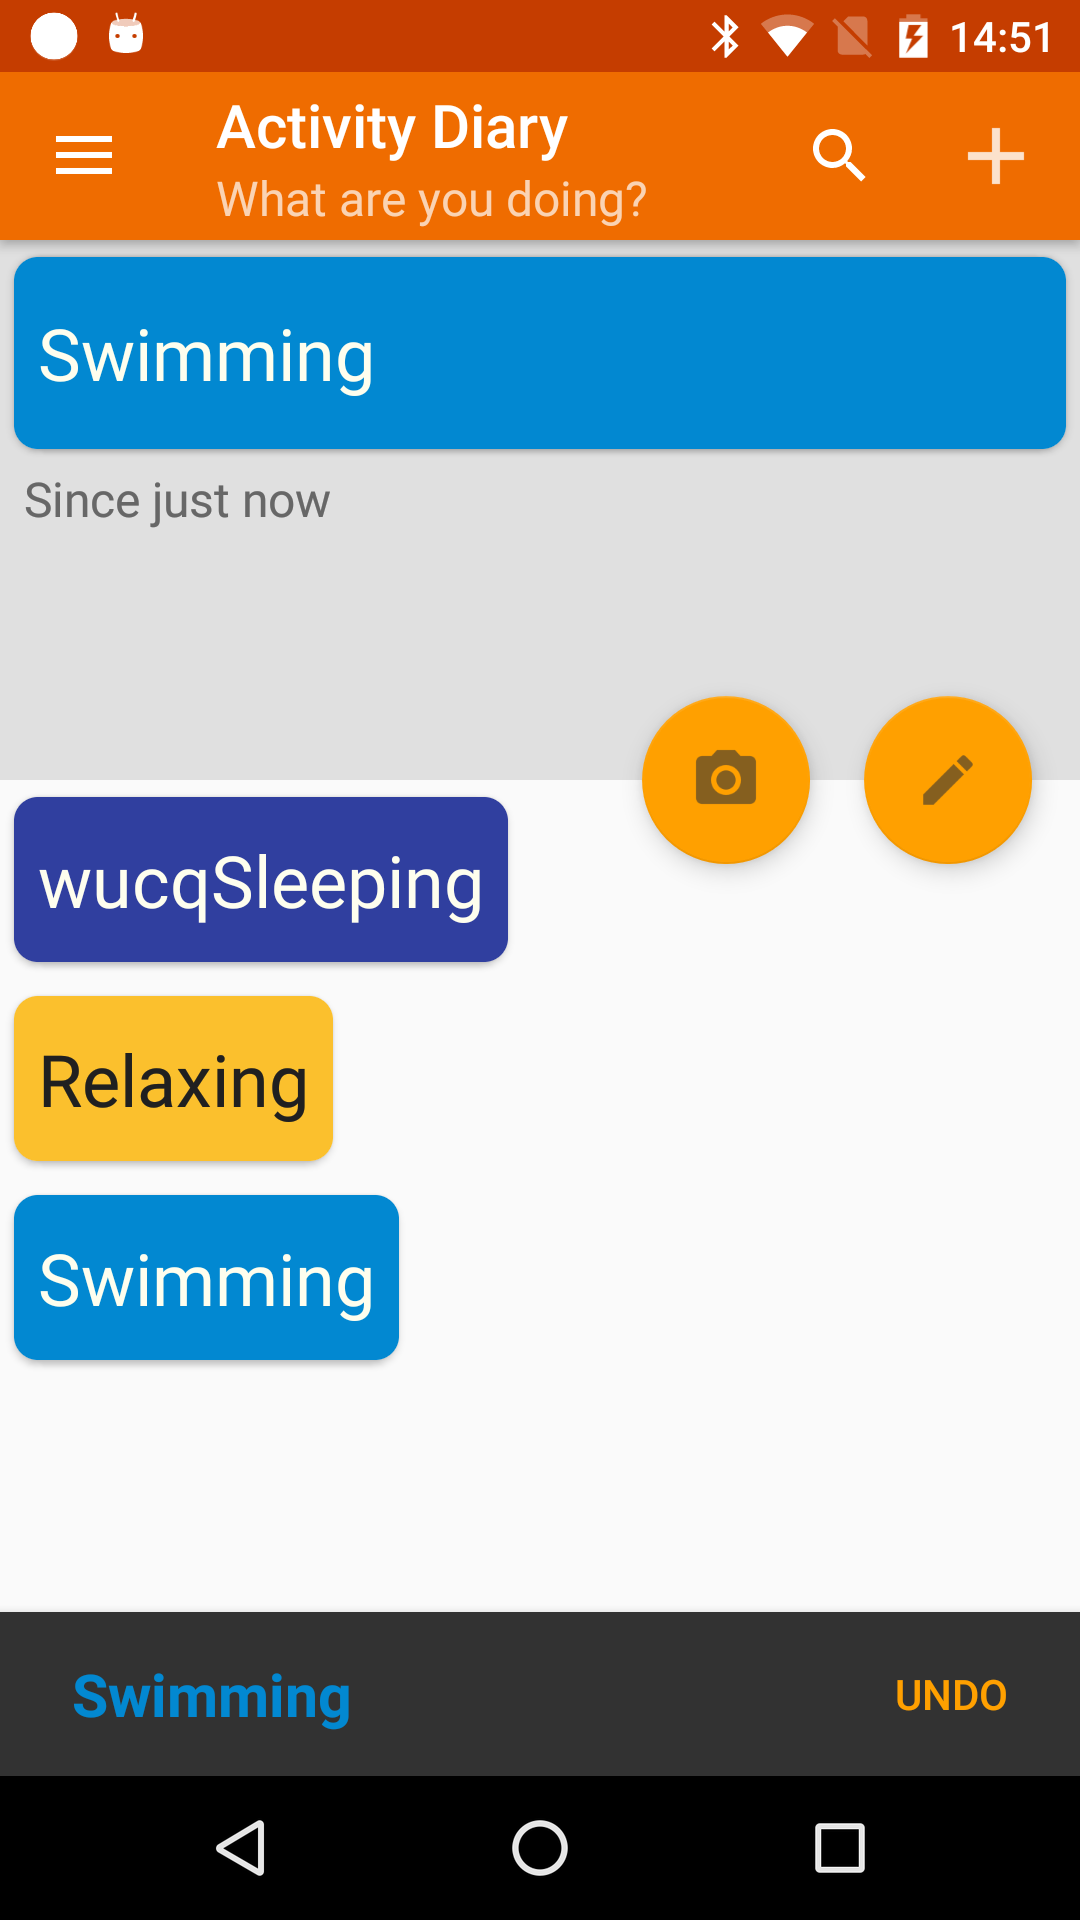 14:51
Activity Diary
What are you doing?
Swimming
Since just now
wucqSleeping
Relaxing
Swimming
Swimming
UNDO